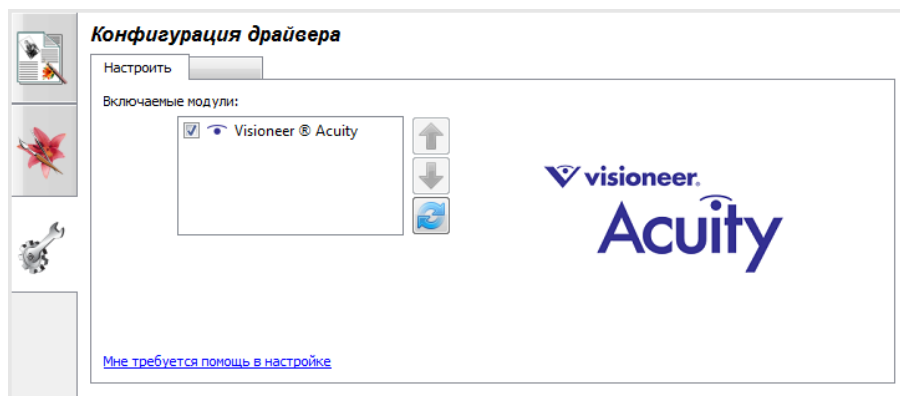 Конфигурация драйвера
Настроить
Включаемые модули:
Visioneer ® Acuity
visioneer.
Acuity
Мне требуется помощь в настройке